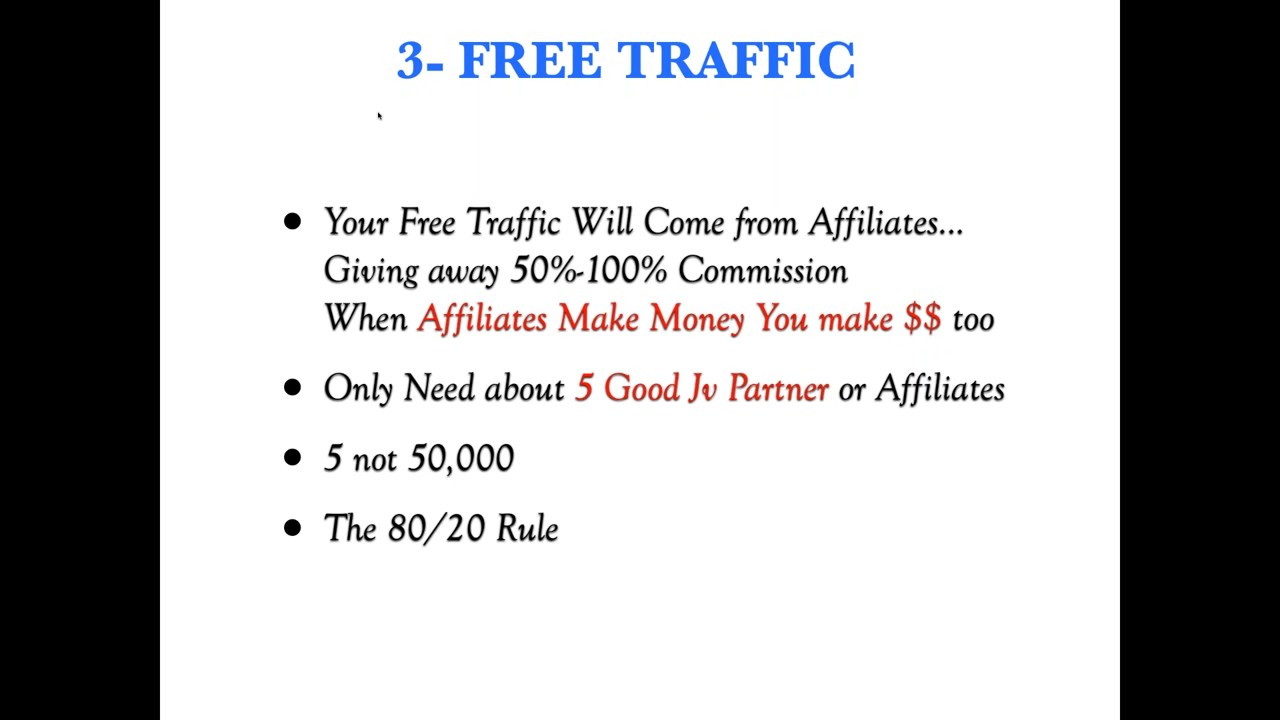 3- FREE TRAFFIC
Your Free Traffic Will Come from Affiliates...
Giving away 50%-100% Commission
When Affiliates Make Money You make $$ too
Only Need about 5 Good Jv Partner or Affiliates
5 not 50,000
The 80/20 Rule